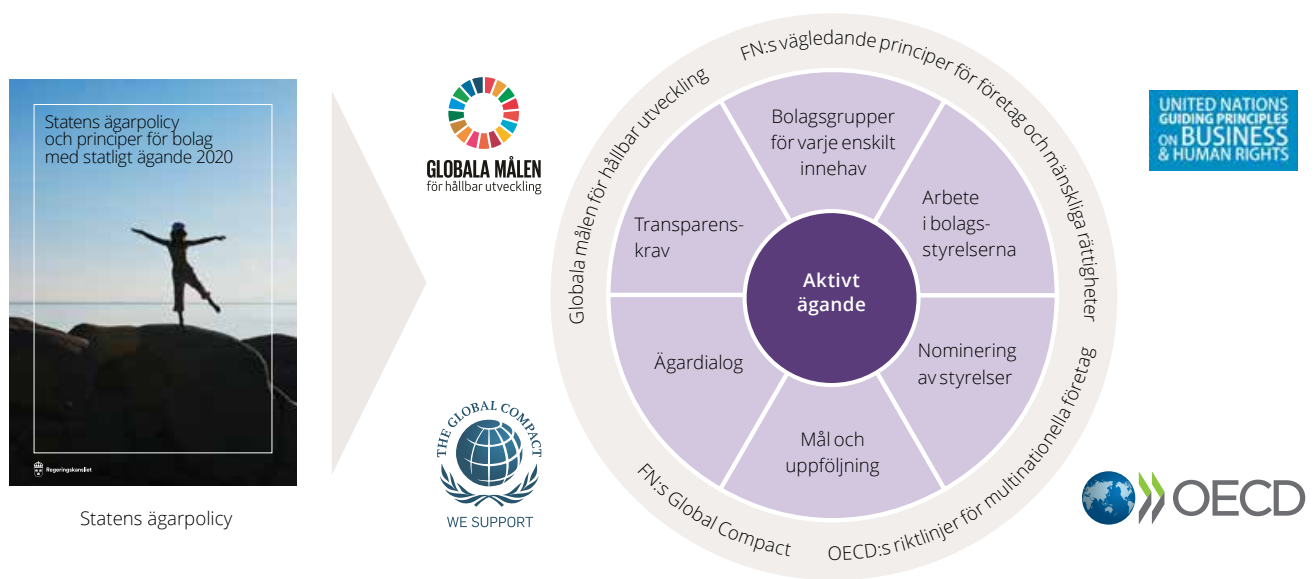 Statens ägarpolicy
och principer för bolag
med statligt ägande 2020
Regeringskansliet
Statens ägarpolicy
GLOBALA MÅLEN
för hållbar utveckling
THE GLOBAL COMPACT
WE SUPPORT
Globala målen för hållbar utveckling
FN:s vägledande principer för företag och mänskliga rättigheter
OECD:s riktlinjer för multinationella företag
FN:s Global Compact
Bolagsgrupper
för varje enskilt
innehav
Arbete
i bolags-
styrelserna
Nominering
av styrelser
Mål och
uppföljning
Ägardialog
Transparens-
krav
Aktivt
ägande
UNITED NATIONS
GUIDING PRINCIPLES
ON BUSINESS
& HUMAN RIGHTS
OECD